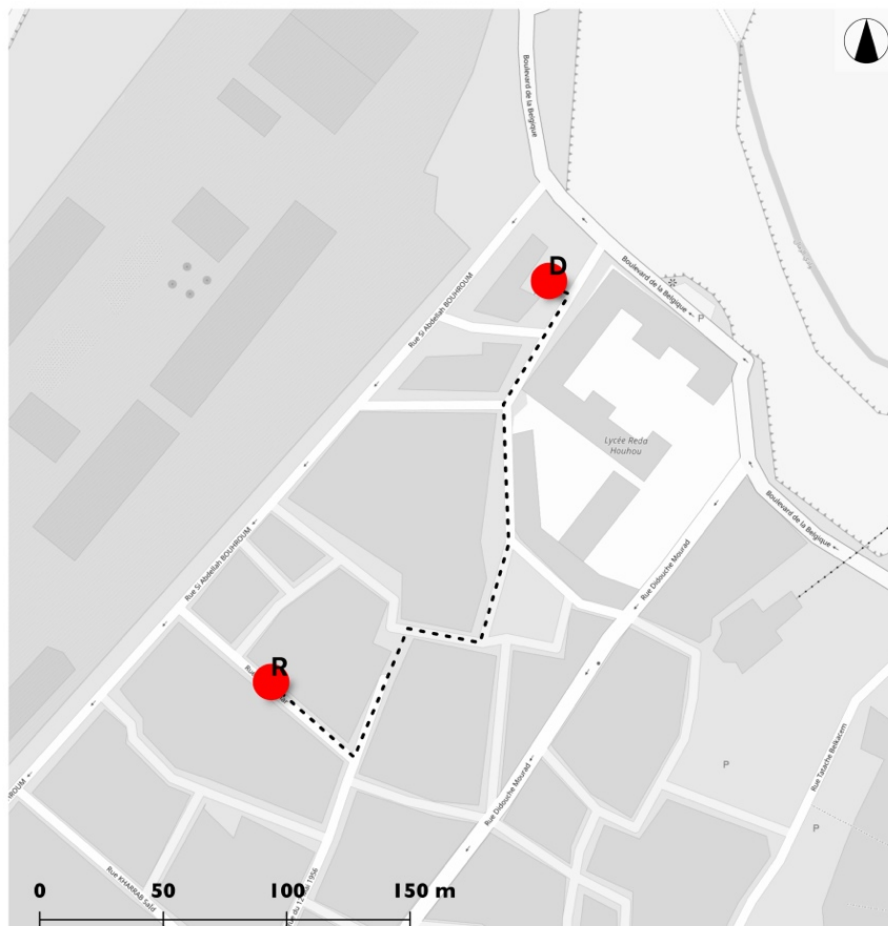 Boulevard de la Belgique
D
Boulevard de la Belgique
Rue Si Abdellah BOUHROUM
P
Lycée Reda
Houhou
Boulevard de la Belgique
Rue Si Abdellah BOUHROUM
Rue Didouche Mourad
R
Rue Tatache Belkacem
P
Rue Didouche Mourad
P
HROUM
Rue KHARRAB Saïd
0 50 100 150 m